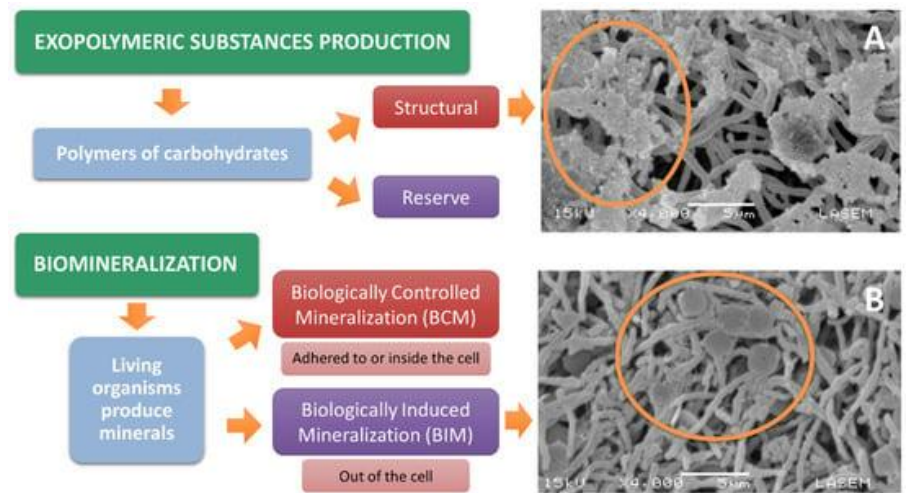 EXOPOLYMERIC SUBSTANCES PRODUCTION
Polymers of carbohydrates
Structural
Reserve
A
15kU X4,000 5µm LASEM
BIOMINERALIZATION
Living
organisms
produce
minerals
Biologically Controlled
Mineralization (BCM)
Adhered to or inside the cell
Biologically Induced
Mineralization (BIM)
Out of the cell
B
15kU X4,000 5µm LASEM